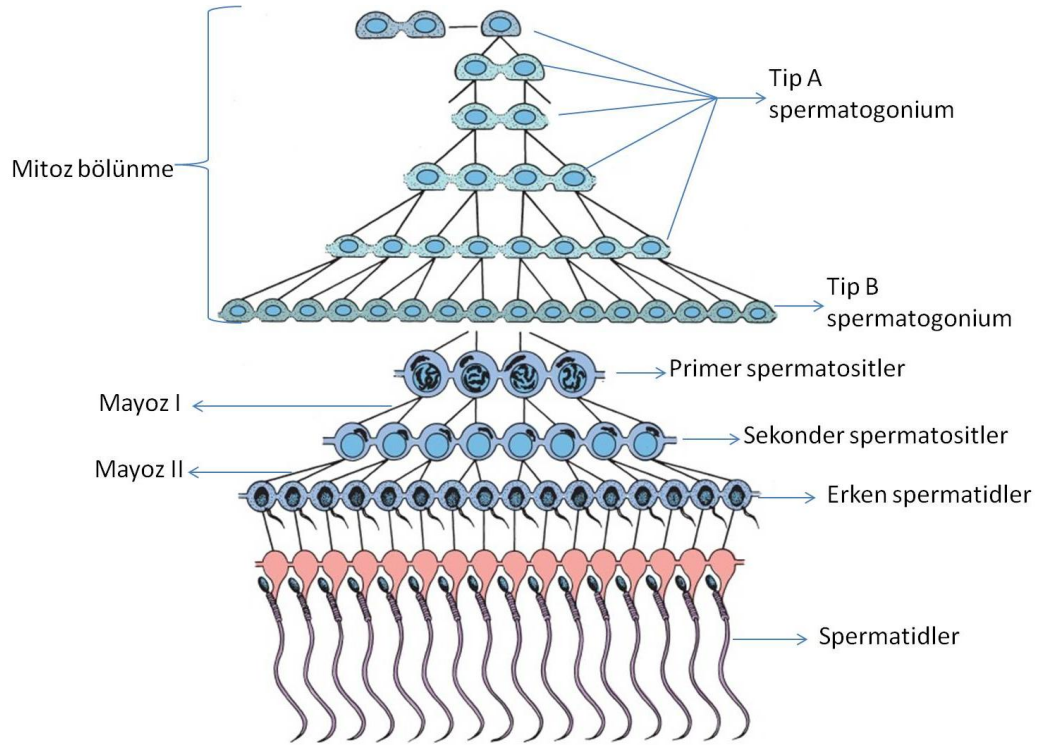 Tip A
spermatogonium
Mitoz bölünme
Tip B
spermatogonium
Primer spermatositler
Mayoz I
Sekonder spermatositler
Mayoz II
Erken spermatidler
Spermatidler